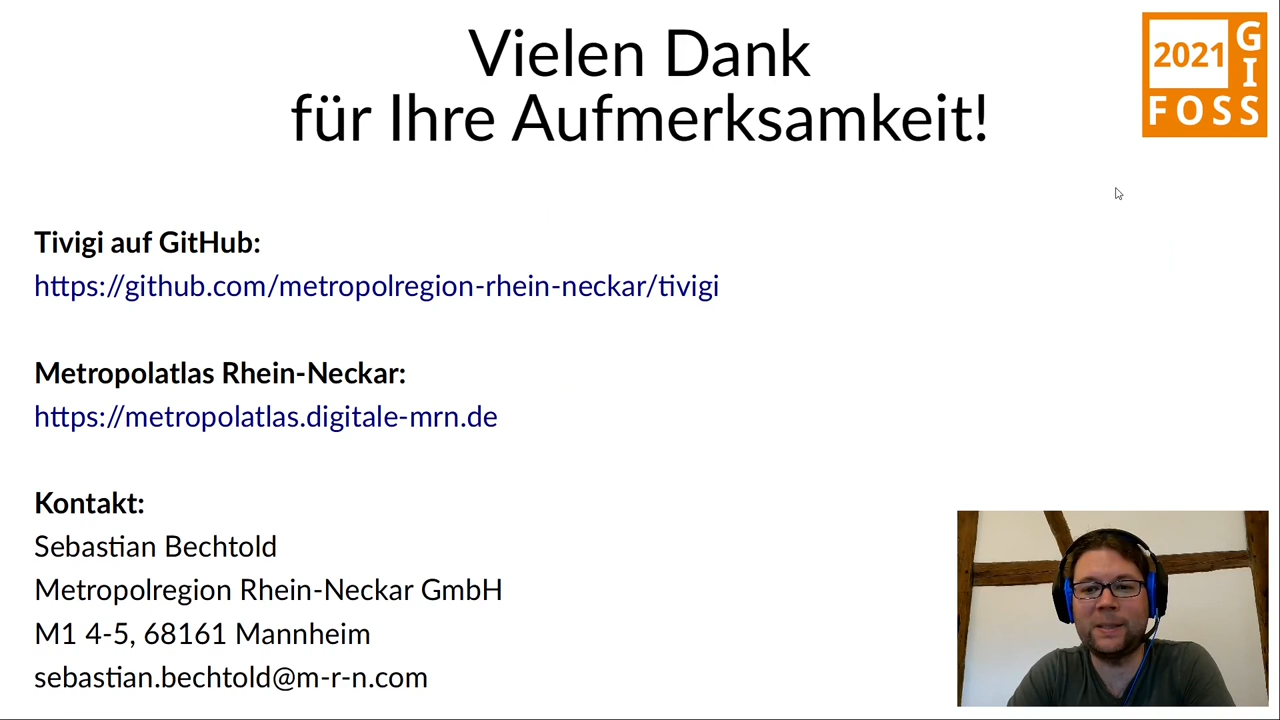 Vielen Dank
für Ihre Aufmerksamkeit!
2021
GI
FOSS
Tivigi auf GitHub:
https://github.com/metropolregion-rhein-neckar/tivigi
Metropolatlas Rhein-Neckar:
https://metropolatlas.digitale-mrn.de
Kontakt:
Sebastian Bechtold
Metropolregion Rhein-Neckar GmbH
M1 4-5, 68161 Mannheim
sebastian.bechtold@m-r-n.com